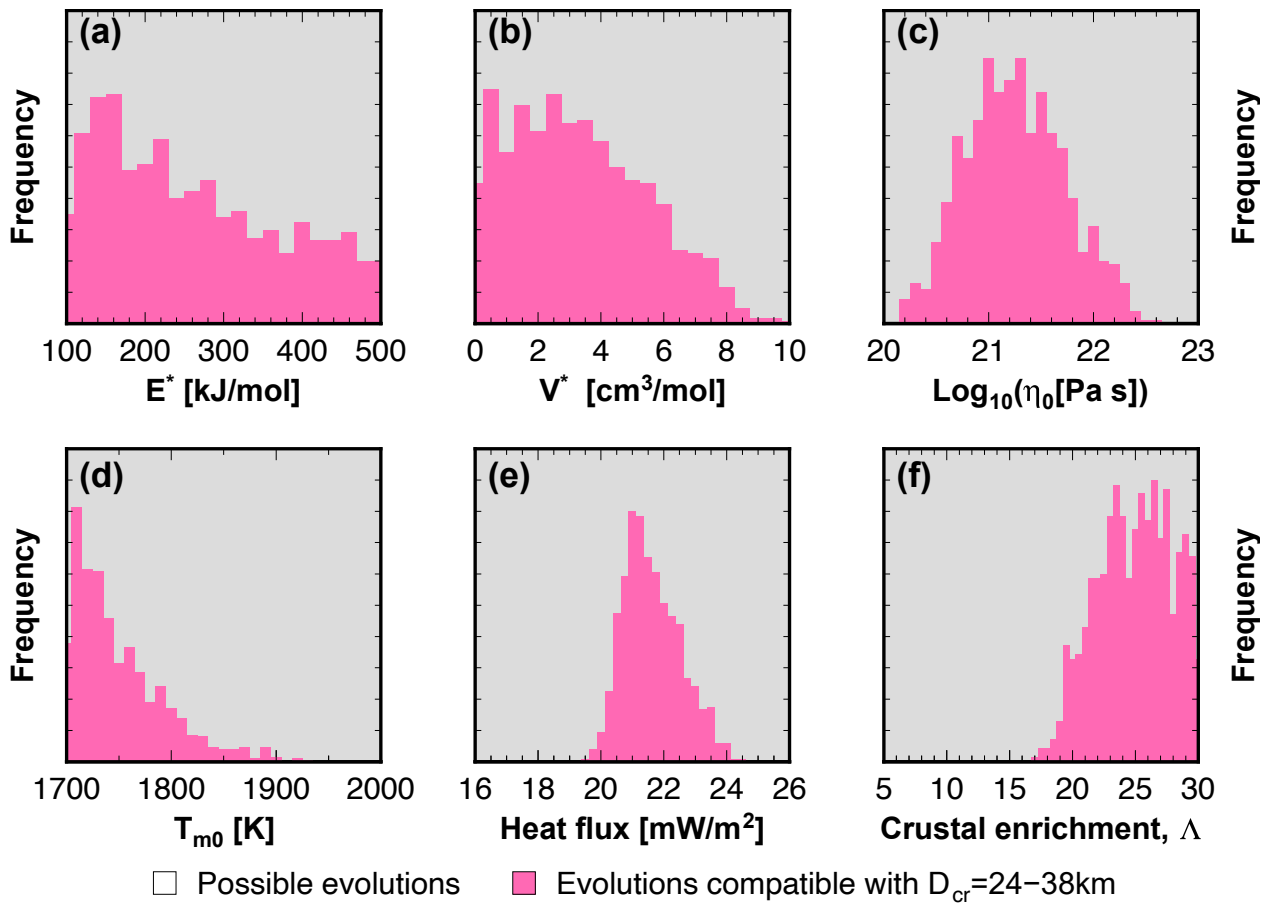 (a)
(b)
(c)
Frequency
Frequency
100 200 300 400 500
0 2 4 6 8 10
20 21 22 23
E* [kJ/mol]
V* [cm³/mol]
Log₁₀(η₀[Pa s])
(d)
(e)
(f)
Frequency
Frequency
1700 1800 1900 2000
16 18 20 22 24 26
5 10 15 20 25 30
Tₘ₀ [K]
Heat flux [mW/m²]
Crustal enrichment, Λ
Possible evolutions
Evolutions compatible with D_cr=24−38km